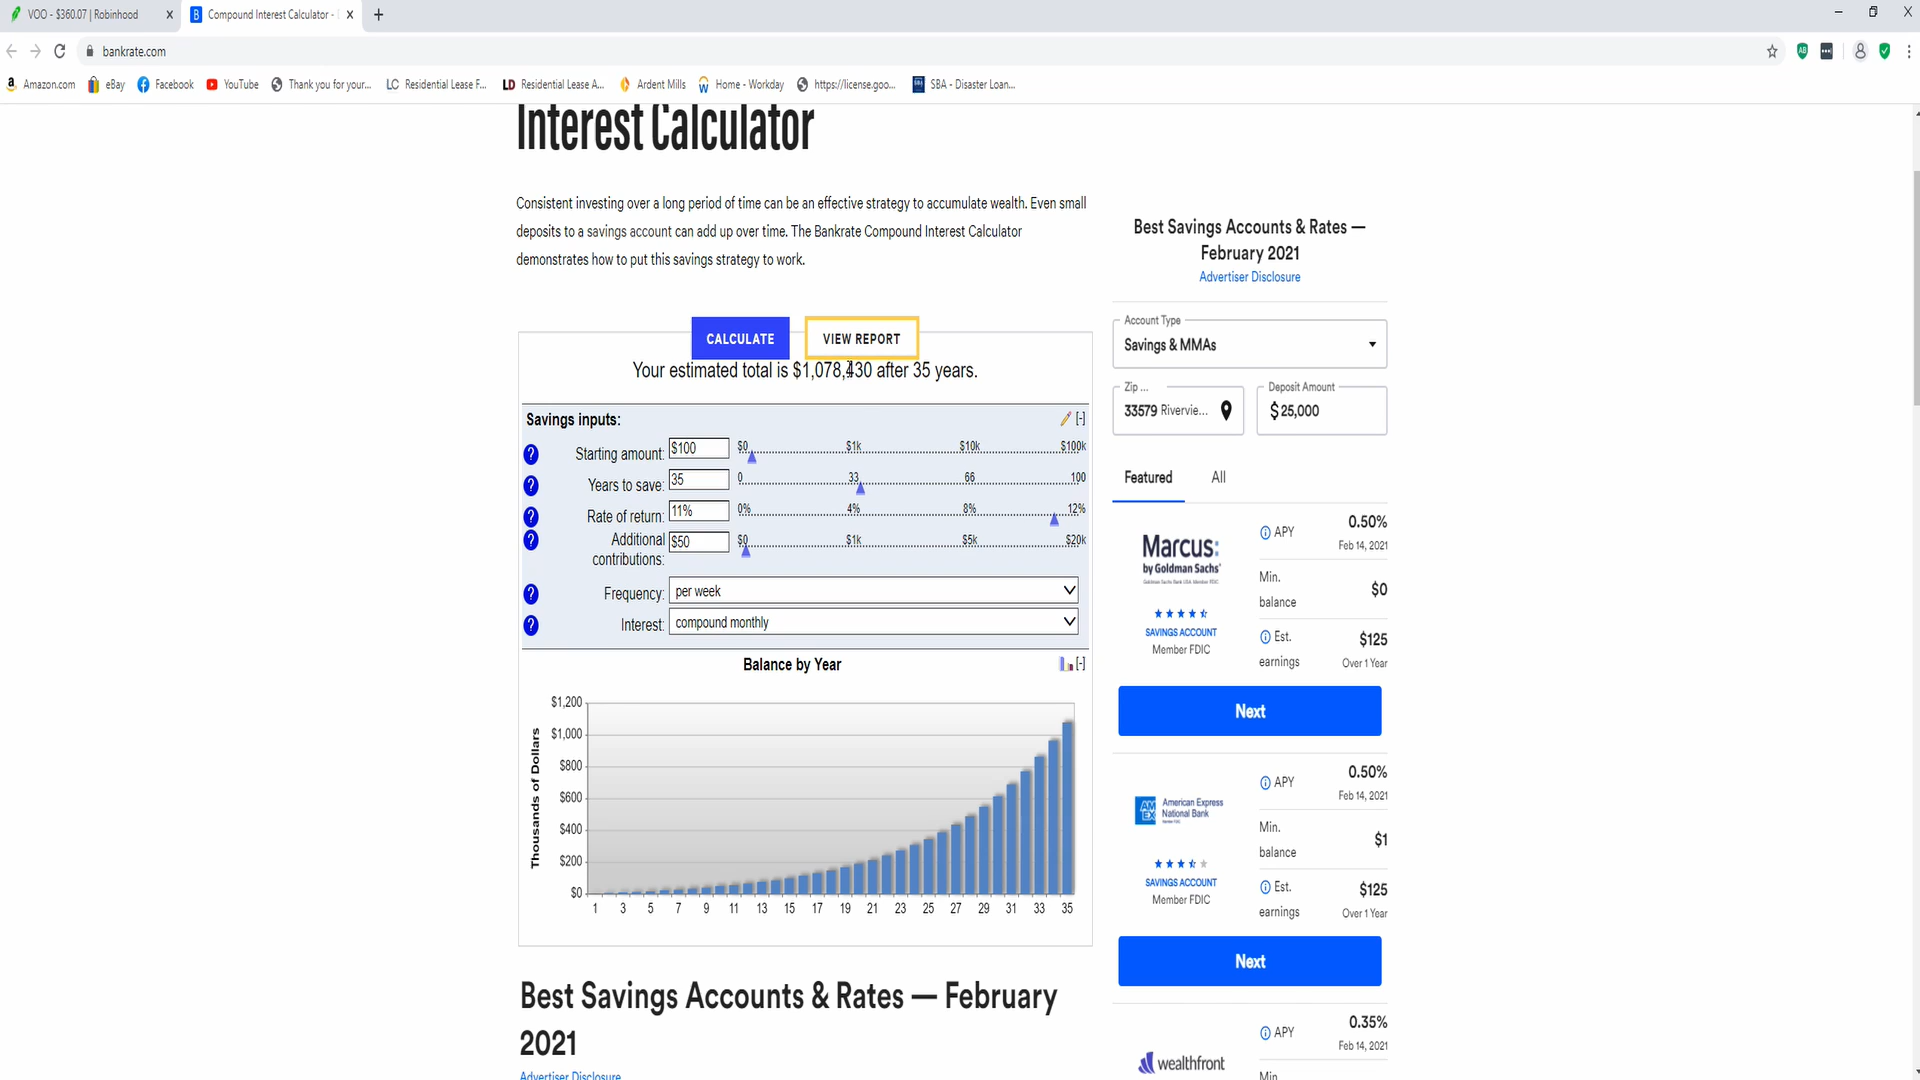 VOO - $360.07 | Robinhood
Compound Interest Calculator -
bankrate.com
Amazon.com
eBay
Facebook
YouTube
Thank you for your...
LC Residential Lease F...
LD Residential Lease A...
Ardent Mills
Home - Workday
https://license.goo...
SBA - Disaster Loan...
Interest Calculator
Consistent investing over a long period of time can be an effective strategy to accumulate wealth. Even small
deposits to a savings account can add up over time. The Bankrate Compound Interest Calculator
demonstrates how to put this savings strategy to work.
CALCULATE
VIEW REPORT
Your estimated total is $1,078,430 after 35 years.
Savings inputs:
[-]
Starting amount: $100 $0 $1k $10k $100k
Years to save: 35 0 33 66 100
Rate of return: 11% 0% 4% 8% 12%
Additional
contributions: $50 $0 $1k $5k $20k
Frequency: per week
Interest: compound monthly
Balance by Year
[-]
Thousands of Dollars
$1,200
$1,000
$800
$600
$400
$200
$0
1 3 5 7 9 11 13 15 17 19 21 23 25 27 29 31 33 35
Best Savings Accounts & Rates — February
2021
Advertiser Disclosure
Best Savings Accounts & Rates —
February 2021
Advertiser Disclosure
Account Type
Savings & MMAs
Zip ...
33579 Rivervie...
Deposit Amount
$ 25,000
Featured
All
Marcus:
by Goldman Sachs
Goldman Sachs Bank USA. Member FDIC
SAVINGS ACCOUNT
Member FDIC
APY
0.50%
Feb 14, 2021
Min.
balance
$0
Est.
earnings
$125
Over 1 Year
Next
AM
EX
American Express
National Bank
SAVINGS ACCOUNT
Member FDIC
APY
0.50%
Feb 14, 2021
Min.
balance
$1
Est.
earnings
$125
Over 1 Year
Next
wealthfront
APY
0.35%
Feb 14, 2021
Min.